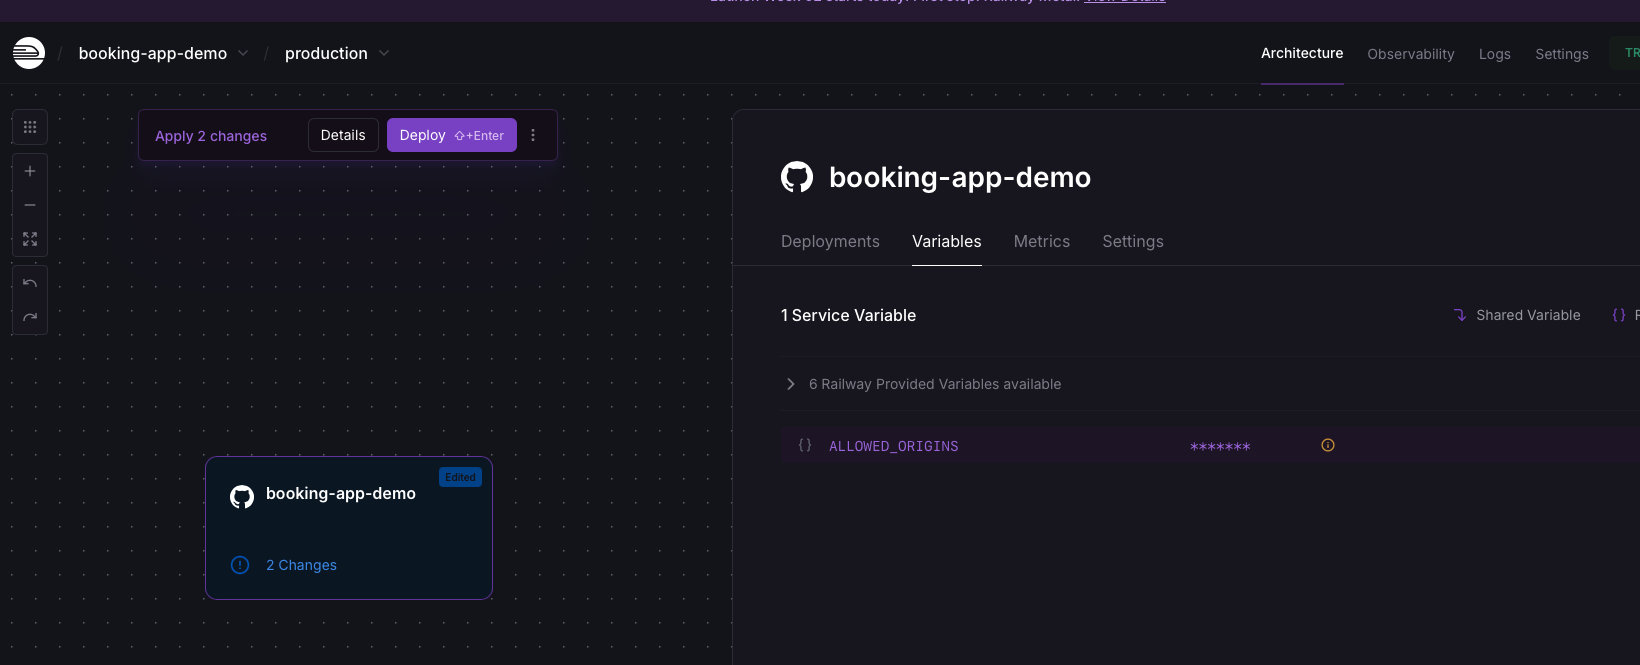 booking-app-demo
production
Architecture
Observability
Logs
Settings
Apply 2 changes
Details
Deploy ⇧+Enter
booking-app-demo
Deployments
Variables
Metrics
Settings
1 Service Variable
Shared Variable
{}
6 Railway Provided Variables available
{} ALLOWED_ORIGINS
*******
Edited
booking-app-demo
2 Changes